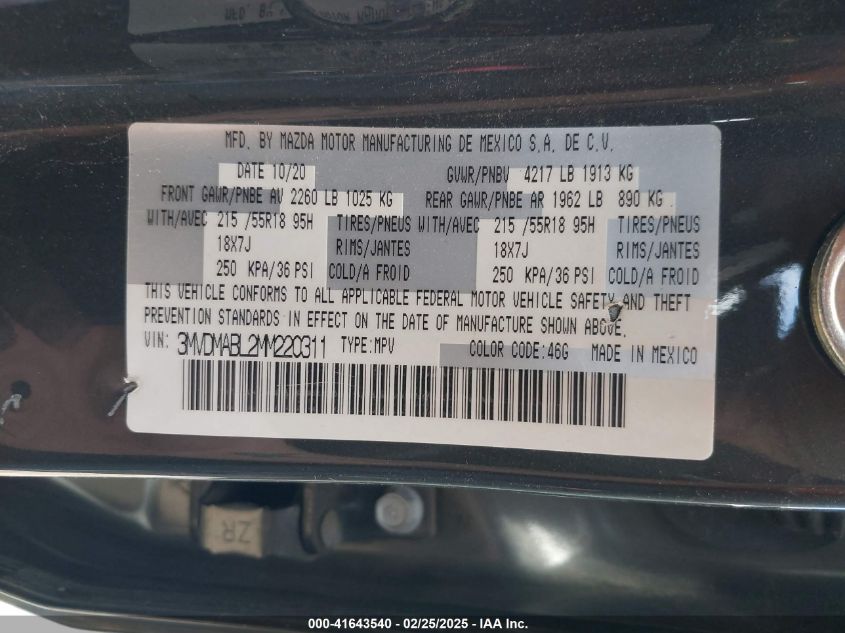 MFD. BY MAZDA MOTOR MANUFACTURING DE MEXICO S.A. DE C.V.
DATE 10/20 GVWR/PNBV 4217 LB 1913 KG
FRONT GAWR/PNBE AV 2260 LB 1025 KG REAR GAWR/PNBE AR 1962 LB 890 KG
WITH/AVEC 215 /55R18 95H TIRES/PNEUS WITH/AVEC 215 /55R18 95H TIRES/PNEUS
18X7J RIMS/JANTES 18X7J RIMS/JANTES
250 KPA/36 PSI COLD/A FROID 250 KPA/36 PSI COLD/A FROID
THIS VEHICLE CONFORMS TO ALL APPLICABLE FEDERAL MOTOR VEHICLE SAFETY AND THEFT
PREVENTION STANDARDS IN EFFECT ON THE DATE OF MANUFACTURE SHOWN ABOVE.
VIN: 3MVDMABL2MM220311 TYPE:MPV COLOR CODE:46G MADE IN MEXICO
ZR
000-41643540 - 02/25/2025 - IAA Inc.